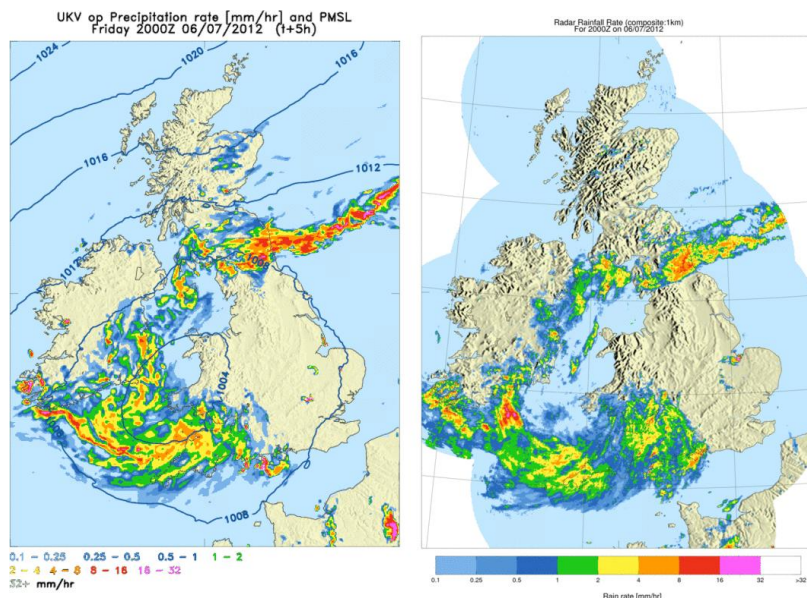 UKV op Precipitation rate [mm/hr] and PMSL
Friday 2000Z 06/07/2012 (t+5h)
1024
1020
1016
1016
1012
1012
1004
1008
0.1 - 0.25 0.25 - 0.5 0.5 - 1 1 - 2
2 - 4 4 - 8 8 - 16 16 - 32
32+ mm/hr
Radar Rainfall Rate (composite:1km)
For 2000Z on 06/07/2012
0.1 0.25 0.5 1 2 4 8 16 32 >32
Rain rate [mm/hr]